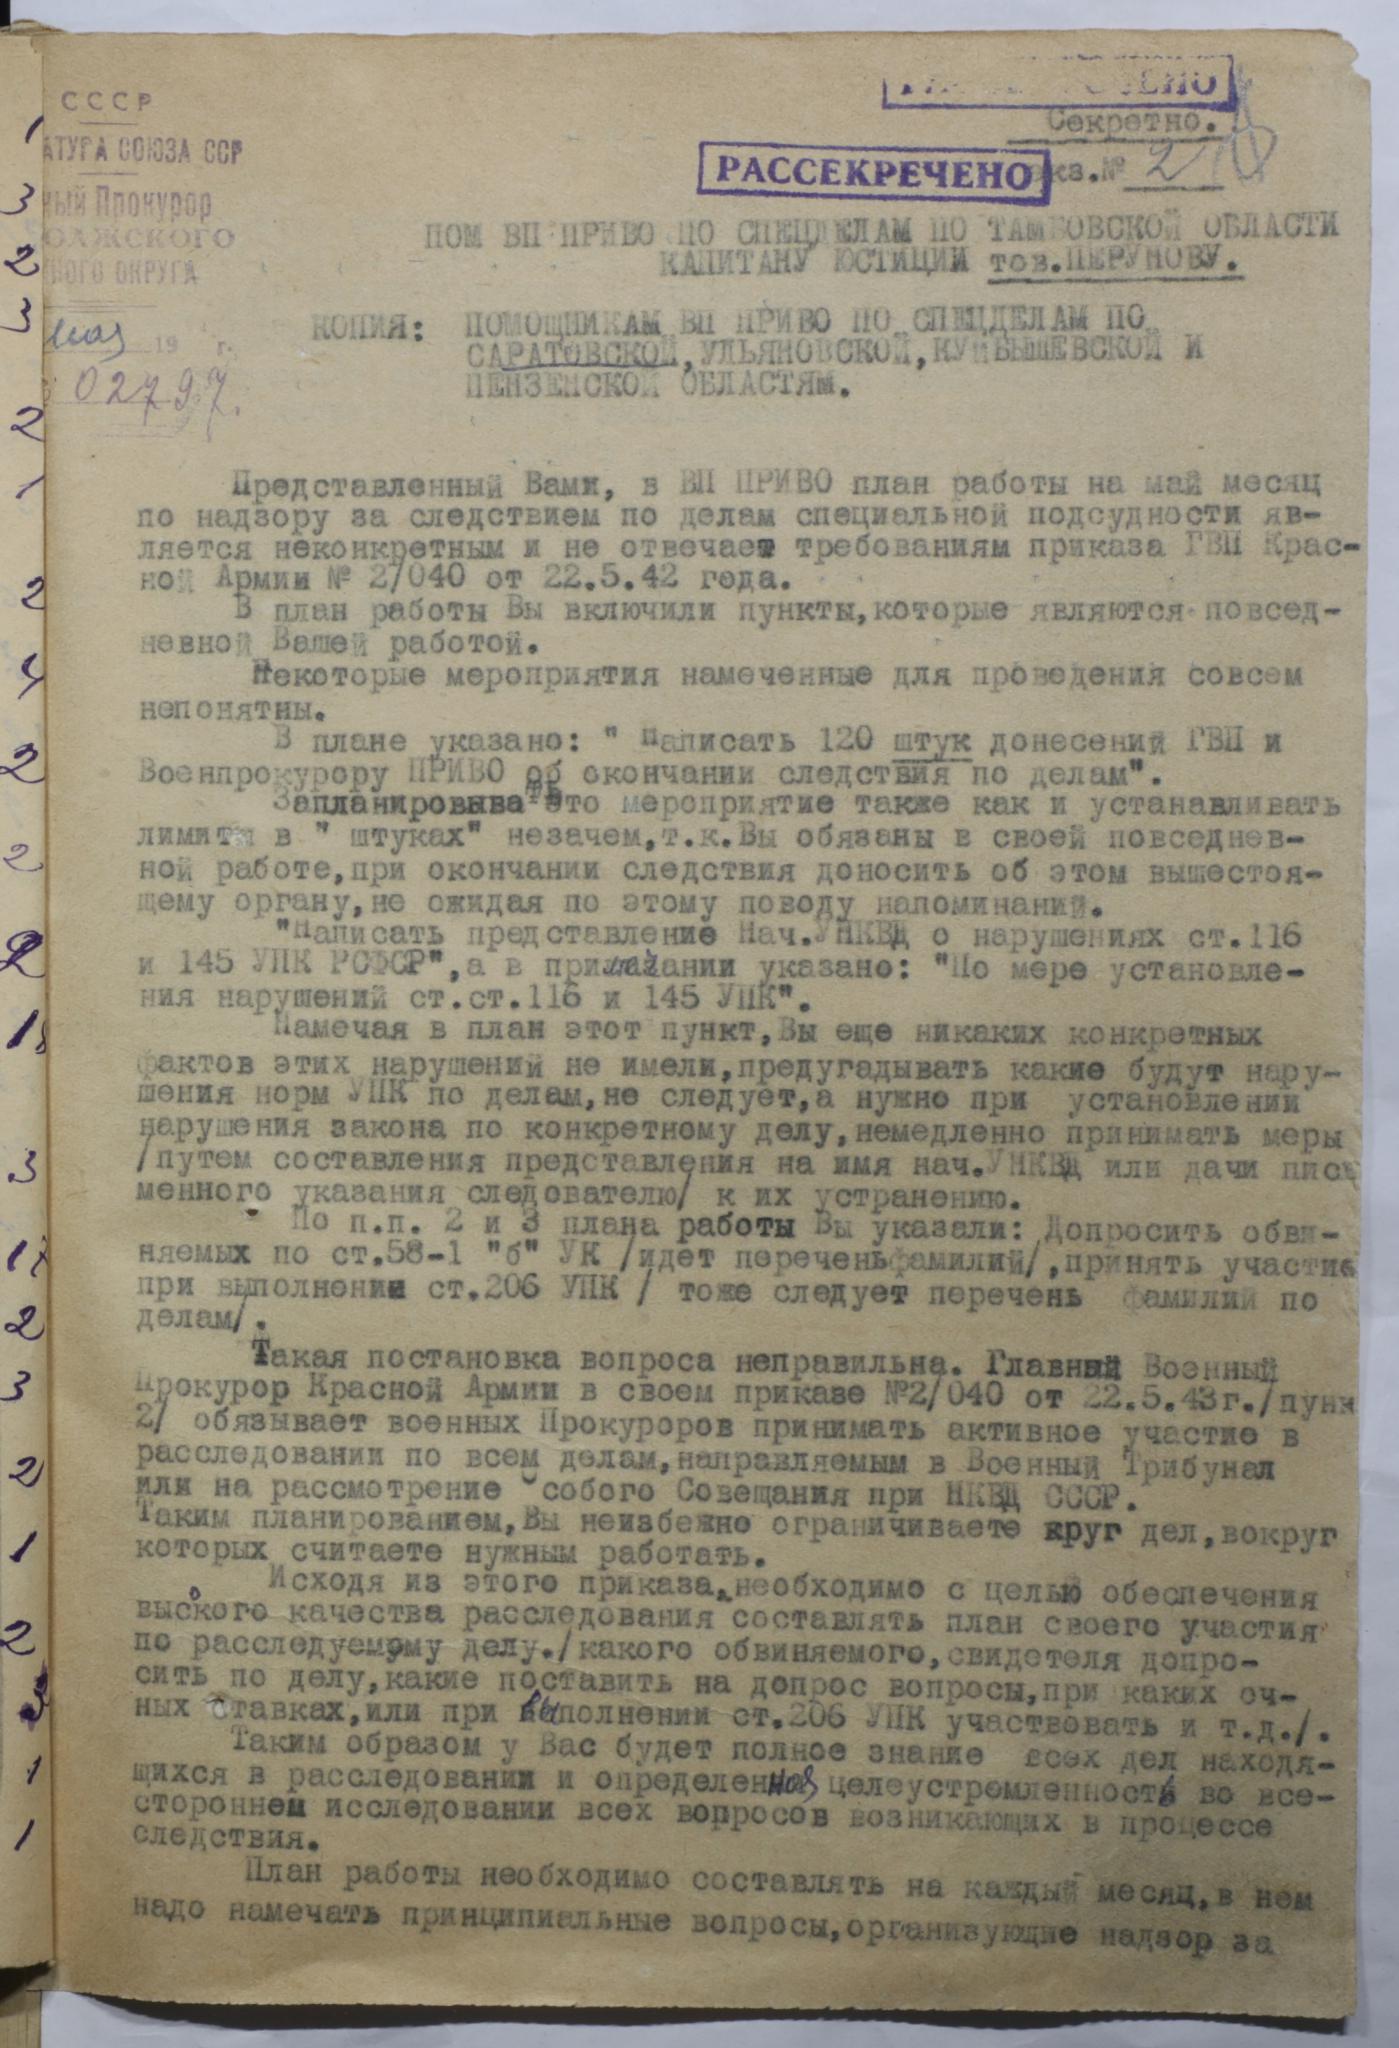 СССР
АТУРА СОЮЗА ССР
ный Прокурор
ОЛЖСКОГО
НОГО ОКРУГА
мая 19 г.
02797.
Секретно.
РАССЕКРЕЧЕНО
экз.№ 2
ПОМ ВП ПРИВО ПО СПЕЦДЕЛАМ ПО ТАМБОВСКОЙ ОБЛАСТИ
КАПИТАНУ ЮСТИЦИИ тов.ПЕРУНОВУ.
КОПИЯ: ПОМОЩНИКАМ ВП ПРИВО ПО СПЕЦДЕЛАМ ПО
САРАТОВСКОЙ,УЛЬЯНОВСКОЙ,КУЙБЫШЕВСКОЙ И
ПЕНЗЕНСКОЙ ОБЛАСТЯМ.
Представленный Вами, в ВП ПРИВО план работы на май месяц
по надзору за следствием по делам специальной подсудности яв-
ляется неконкретным и не отвечает требованиям приказа ГВП Крас-
ной Армии № 2/040 от 22.5.42 года.
В план работы Вы включили пункты,которые являются повсед-
невной Вашей работой.
Некоторые мероприятия намеченные для проведения совсем
непонятны.
В плане указано: " Написать 120 штук донесений ГВП и
Военпрокурору ПРИВО об окончании следствия по делам".
Запланировывать это мероприятие также как и устанавливать
лимиты в " штуках" незачем,т.к.Вы обязаны в своей повседнев-
ной работе,при окончании следствия доносить об этом вышестоя-
щему органу,не ожидая по этому поводу напоминаний.
"Написать представление Нач.УНКВД о нарушениях ст.116
и 145 УПК РСФСР",а в примечании указано: "По мере установле-
ния нарушений ст.ст.116 и 145 УПК".
Намечая в план этот пункт,Вы еще никаких конкретных
фактов этих нарушений не имели,предугадывать какие будут нару-
шения норм УПК по делам,не следует,а нужно при установлении
нарушения закона по конкретному делу,немедленно принимать меры
/путем составления представления на имя нач.УНКВД или дачи пись
менного указания следователю/ к их устранению.
По п.п. 2 и 3 плана работы Вы указали: Допросить обви-
няемых по ст.58-1 "б" УК /идет переченьфамилий/,принять участие
при выполнении ст.206 УПК / тоже следует перечень фамилий по
делам/.
Такая постановка вопроса неправильна. Главный Военный
Прокурор Красной Армии в своем приказе №2/040 от 22.5.43г./пунк
2/ обязывает военных Прокуроров принимать активное участие в
расследовании по всем делам,направляемым в Военный Трибунал
или на рассмотрение Особого Совещания при НКВД СССР.
Таким планированием,Вы неизбежно ограничиваете круг дел,вокруг
которых считаете нужным работать.
Исходя из этого приказа,необходимо с целью обеспечения
высокого качества расследования составлять план своего участия
по расследуемому делу./какого обвиняемого,свидетеля допро-
сить по делу,какие поставить на допрос вопросы,при каких оч-
ных ставках,или при выполнении ст.206 УПК участвовать и т.д./.
Таким образом у Вас будет полное знание всех дел находя-
щихся в расследовании и определенная целеустремленность во все-
стороннем исследовании всех вопросов возникающих в процессе
следствия.
План работы необходимо составлять на каждый месяц,в нем
надо намечать принципиальные вопросы,организующие надзор за